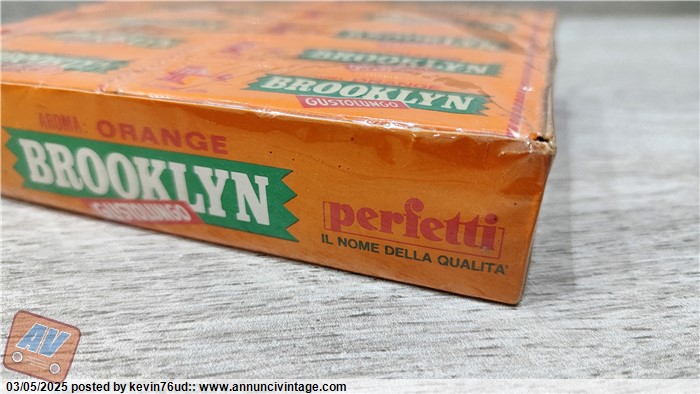 BROOKLYN
BROOKLYN
GUSTOLUNGO
AROMA: ORANGE
BROOKLYN
GUSTOLUNGO
perfetti
IL NOME DELLA QUALITA'
AV
03/05/2025 posted by kevin76ud:: www.annuncivintage.com